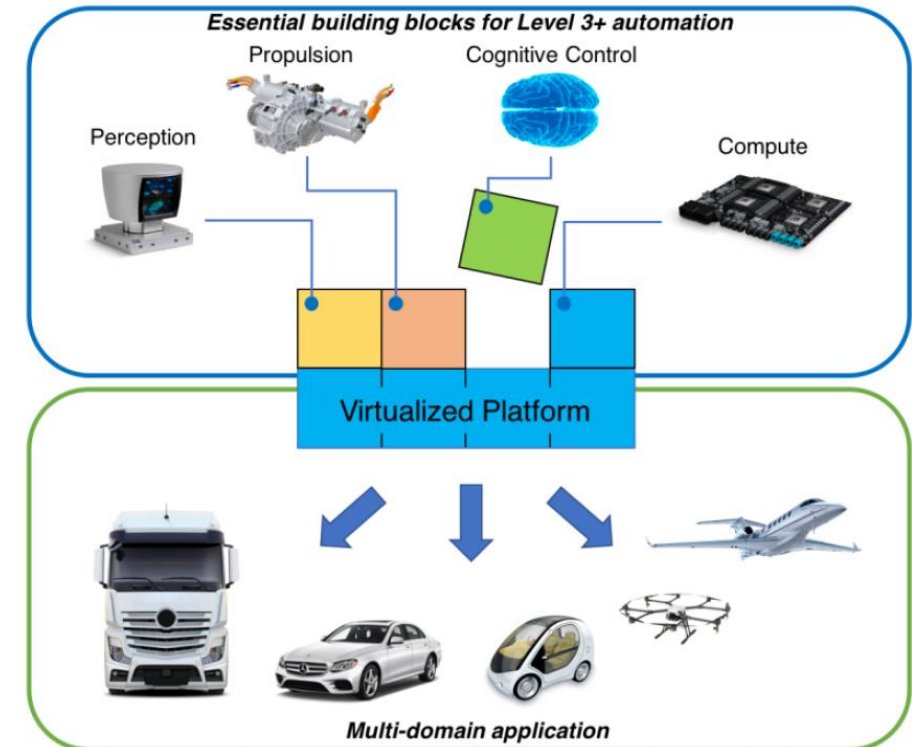 Essential building blocks for Level 3+ automation
Propulsion
Cognitive Control
Perception
Compute
Virtualized Platform
Multi-domain application